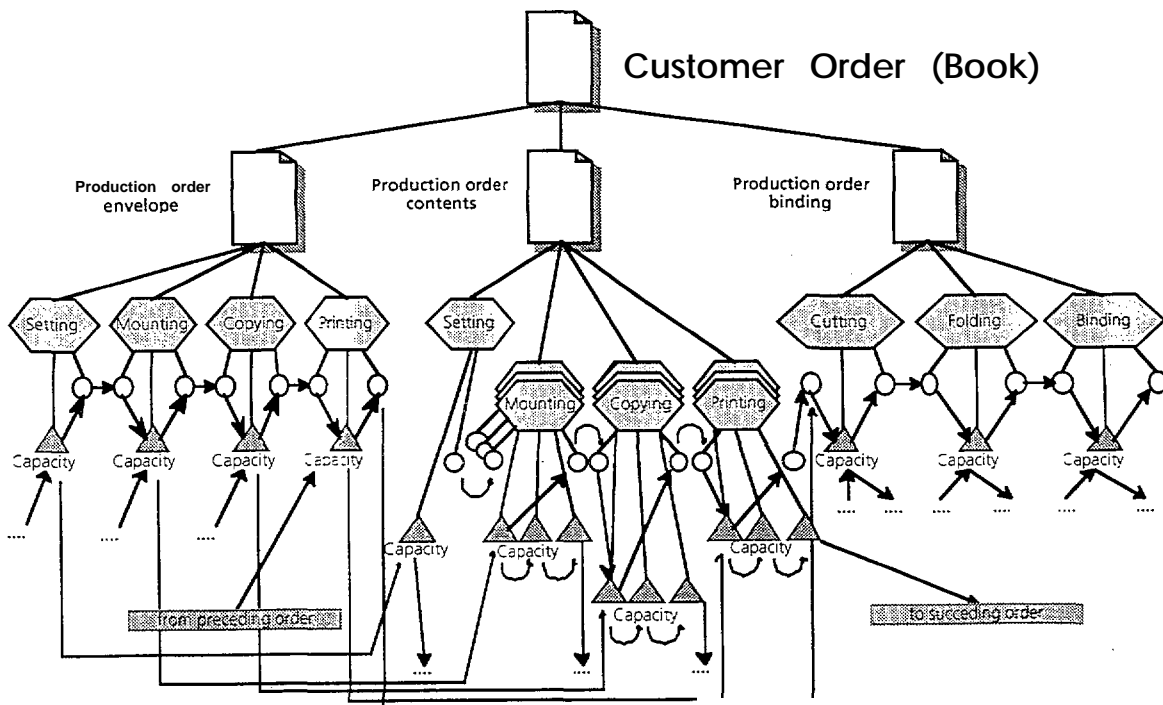 Customer Order (Book)
Production order
envelope
Production order
contents
Production order
binding
Setting
Mounting
Copying
Printing
Setting
Cutting
Folding
Binding
Mounting
Copying
Printing
Capacity
Capacity
Capacity
Capacity
Capacity
Capacity
Capacity
....
....
....
....
....
....
....
....
....
Capacity
Capacity
Capacity
Capacity
from preceding order
to succeding order
....
....
....